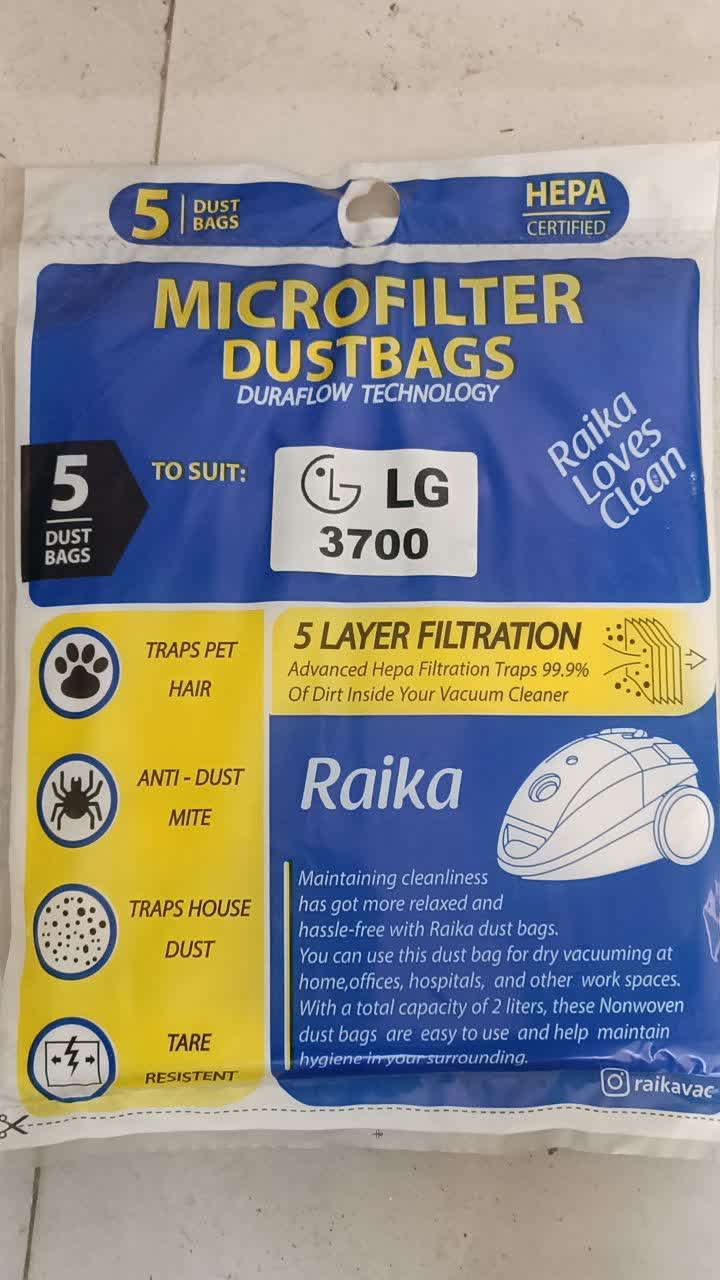 5 DUST
BAGS
HEPA
CERTIFIED
MICROFILTER
DUSTBAGS
DURAFLOW TECHNOLOGY
Raika
Loves
Clean
5
DUST
BAGS
TO SUIT:
LG LG
3700
TRAPS PET
HAIR
ANTI - DUST
MITE
TRAPS HOUSE
DUST
TARE
RESISTENT
5 LAYER FILTRATION
Advanced Hepa Filtration Traps 99.9%
Of Dirt Inside Your Vacuum Cleaner
Raika
Maintaining cleanliness
has got more relaxed and
hassle-free with Raika dust bags.
You can use this dust bag for dry vacuuming at
home,offices, hospitals, and other work spaces.
With a total capacity of 2 liters, these Nonwoven
dust bags are easy to use and help maintain
hygiene in your surrounding.
raikavac